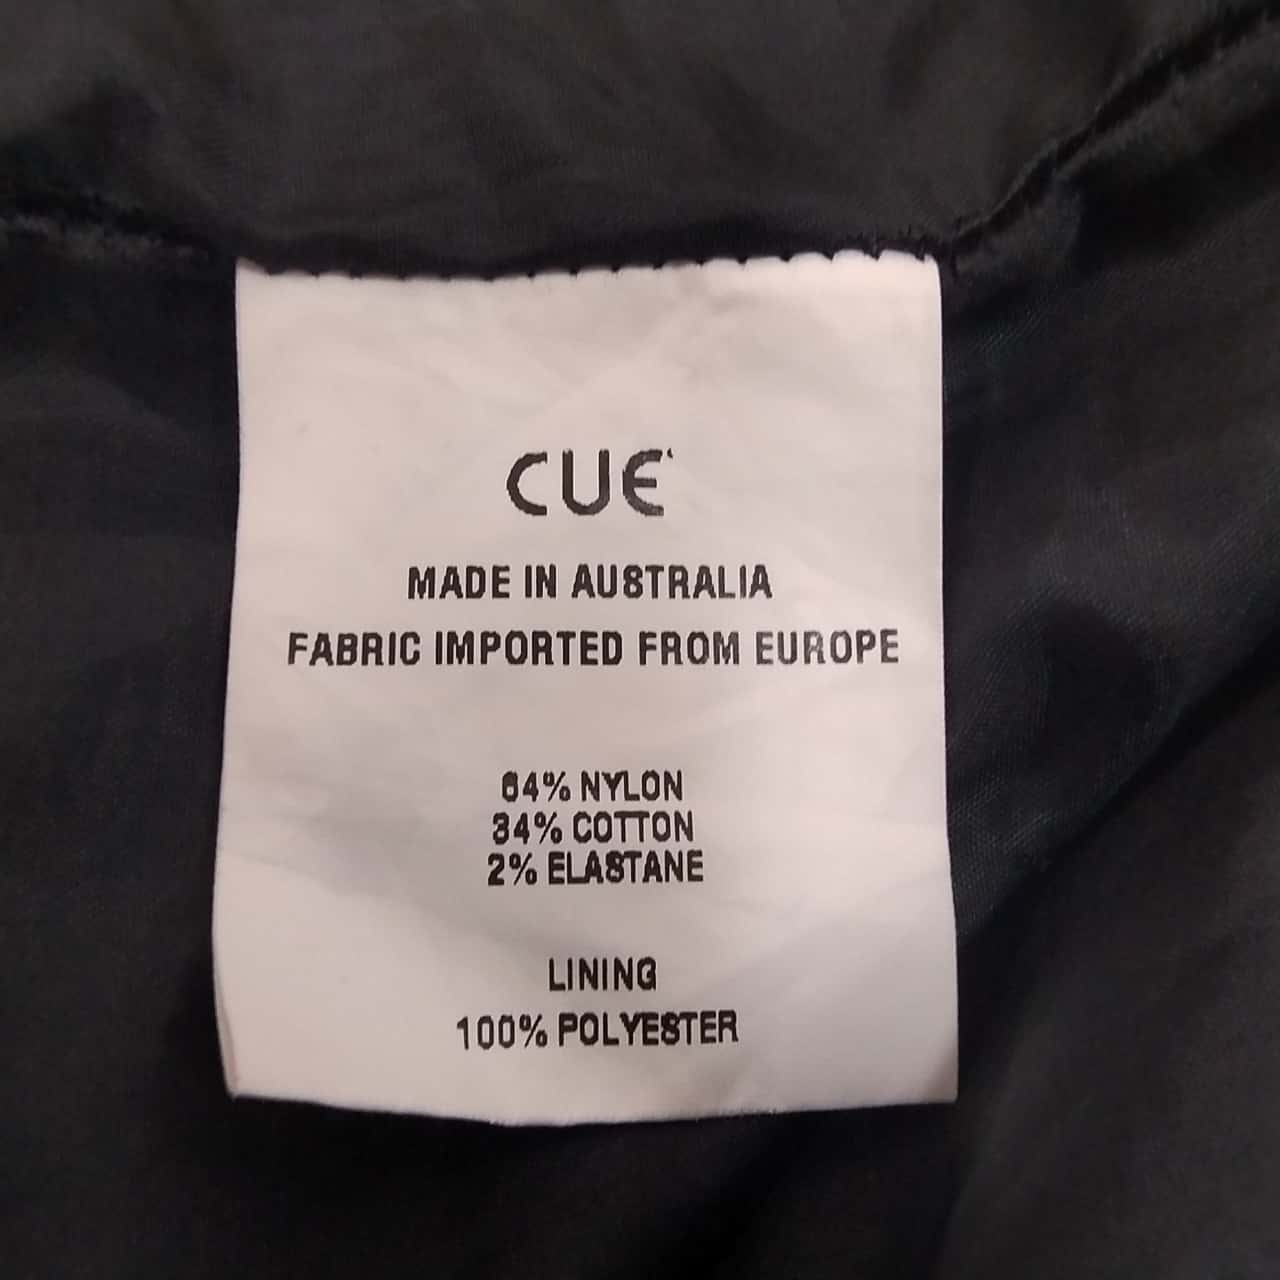 CUE
MADE IN AUSTRALIA
FABRIC IMPORTED FROM EUROPE
64% NYLON
34% COTTON
2% ELASTANE
LINING
100% POLYESTER